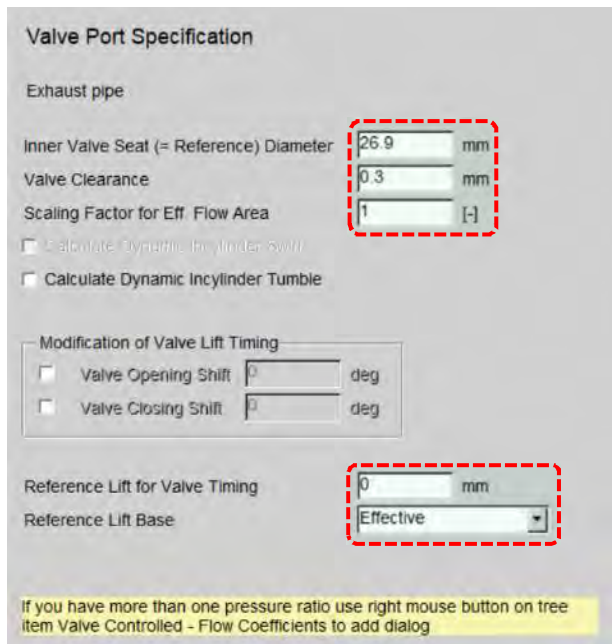 Valve Port Specification
Exhaust pipe
Inner Valve Seat (= Reference) Diameter 26.9 mm
Valve Clearance 0.3 mm
Scaling Factor for Eff. Flow Area 1 [-]
Calculate Dynamic Incylinder Swirl
Calculate Dynamic Incylinder Tumble
Modification of Valve Lift Timing
Valve Opening Shift 0 deg
Valve Closing Shift 0 deg
Reference Lift for Valve Timing 0 mm
Reference Lift Base Effective
If you have more than one pressure ratio use right mouse button on tree
item Valve Controlled - Flow Coefficients to add dialog